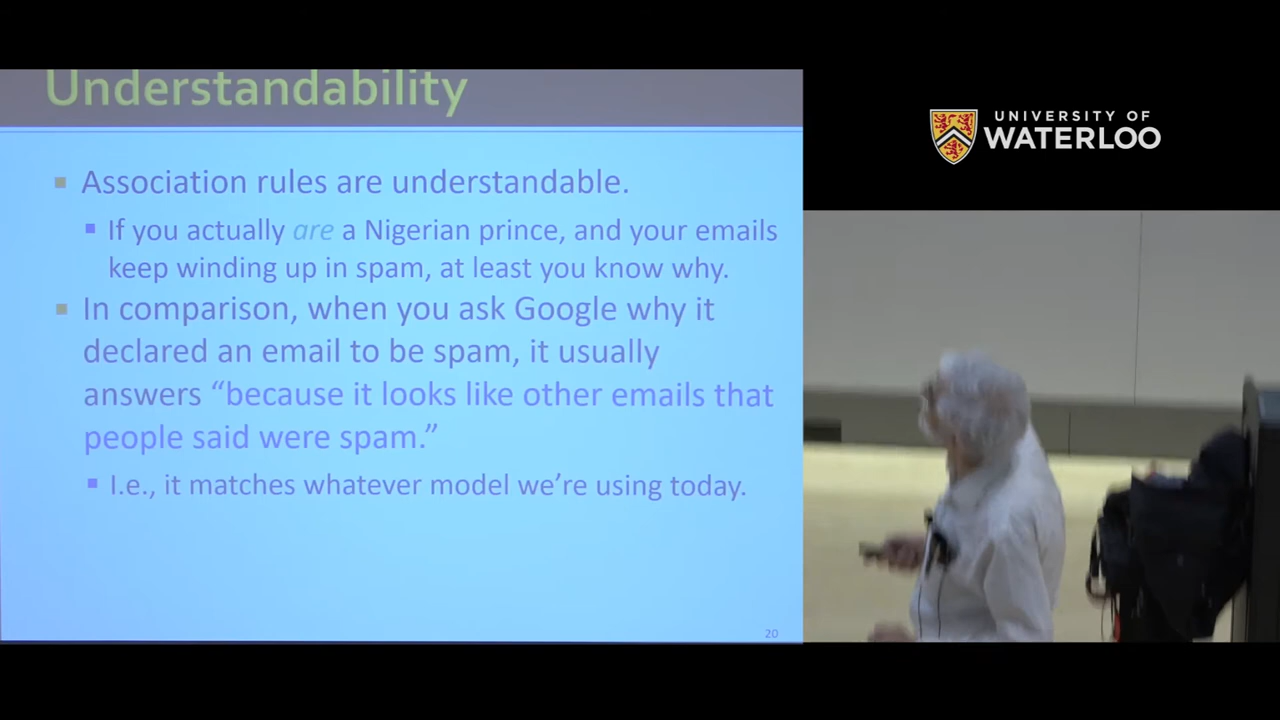 Understandability
Association rules are understandable.
If you actually are a Nigerian prince, and your emails
keep winding up in spam, at least you know why.
In comparison, when you ask Google why it
declared an email to be spam, it usually
answers “because it looks like other emails that
people said were spam.”
I.e., it matches whatever model we’re using today.
20
UNIVERSITY OF
WATERLOO